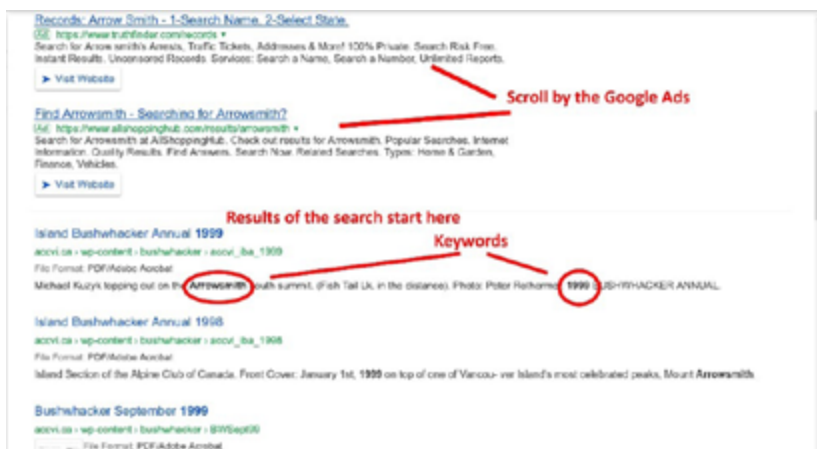 Records: Arrow Smith - 1-Search Name. 2-Select State.
Ad https://www.truthfinder.com/records
Search for Arrow smith's Arrests, Traffic Tickets, Addresses & More! 100% Private. Search Risk Free.
Instant Results. Uncensored Records. Services: Search a Name, Search a Number, Unlimited Reports.
Visit Website
Scroll by the Google Ads
Find Arrowsmith - Searching for Arrowsmith?
Ad https://www.allshoppinghub.com/results/arrowsmith
Search for Arrowsmith at AllShoppingHub. Check out results for Arrowsmith. Popular Searches. Internet
Information. Quality Results. Find Answers. Search Now. Related Searches. Types: Home & Garden,
Finance, Vehicles.
Visit Website
Results of the search start here
Keywords
Island Bushwhacker Annual 1999
accvi.ca › wp-content › bushwhacker › accvi_iba_1999
File Format: PDF/Adobe Acrobat
Michael Kuzyk topping out on the Arrowsmith south summit. (Fish Tail Lk. in the distance). Photo: Peter 1999 BUSHWHACKER ANNUAL.
Island Bushwhacker Annual 1998
accvi.ca › wp-content › bushwhacker › accvi_iba_1998
File Format: PDF/Adobe Acrobat
Island Section of the Alpine Club of Canada. Front Cover: January 1st, 1999 on top of one of Vancou- ver Island's most celebrated peaks, Mount Arrowsmith
Bushwhacker September 1999
accvi.ca › wp-content › bushwhacker › BWSept99
File Format: PDF/Adobe Acrobat